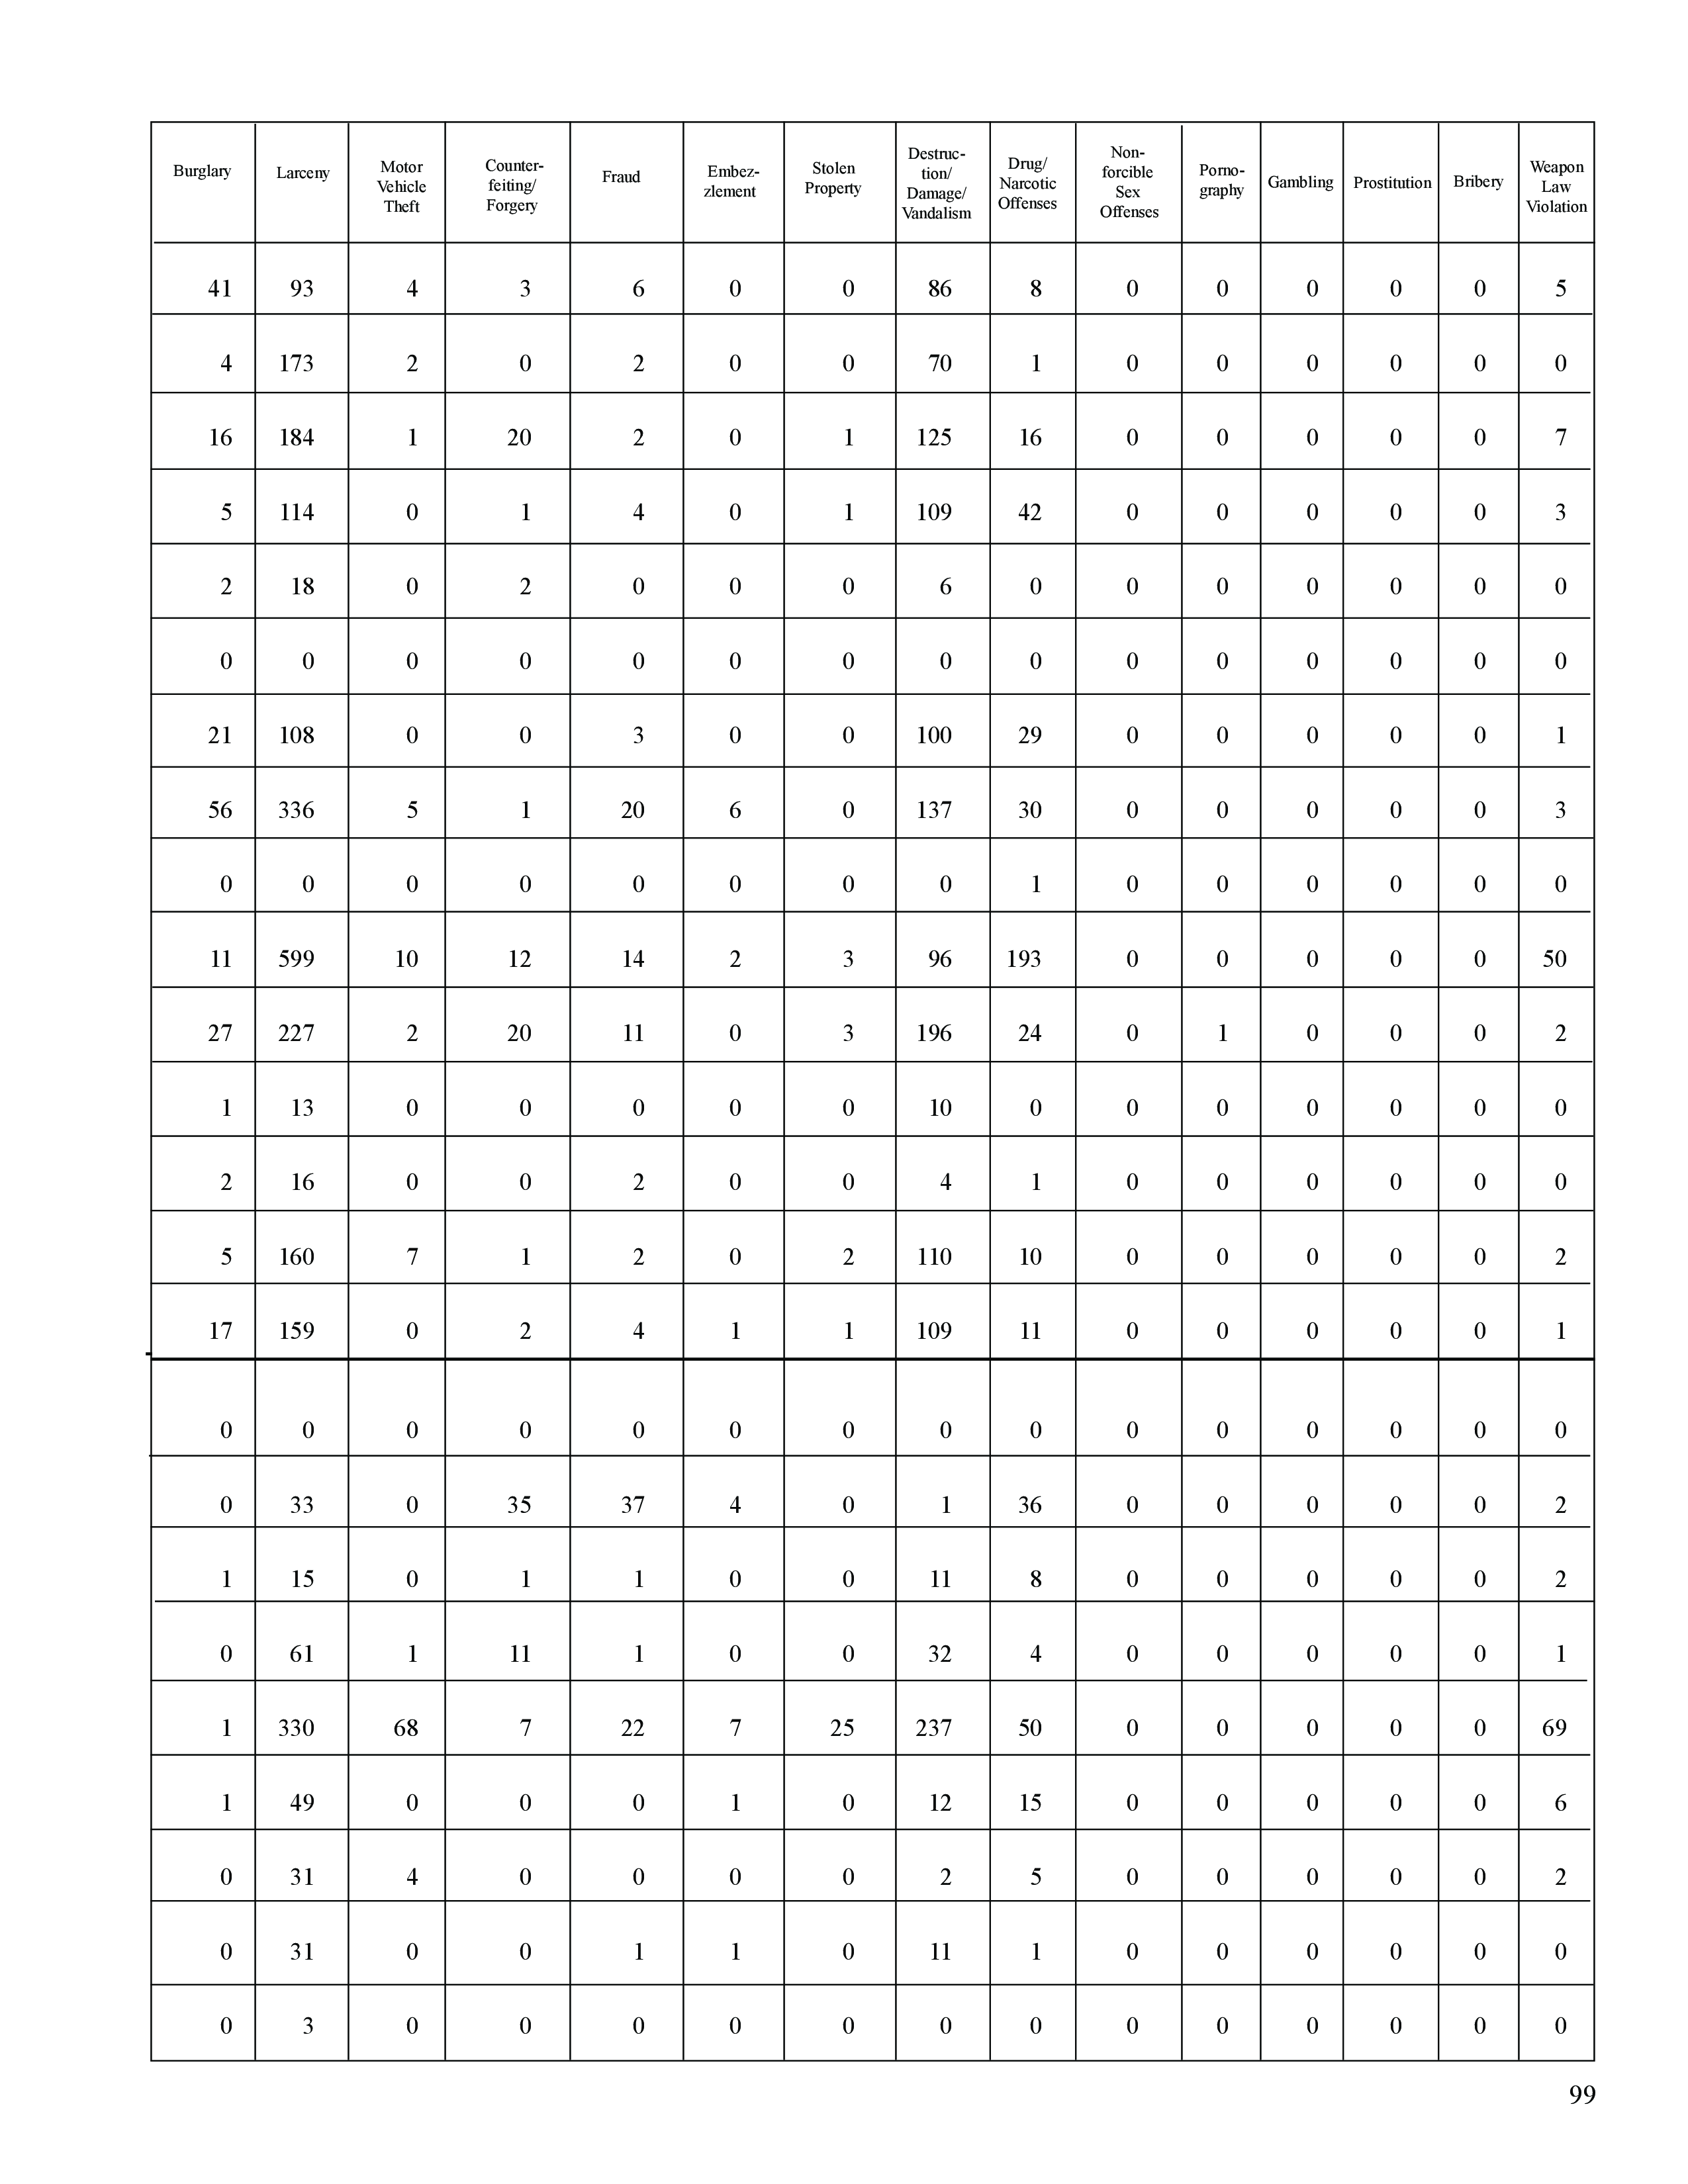 Burglary Larceny Motor Vehicle Theft Counter-feiting/ Forgery Fraud Embez-zlement Stolen Property Destruc-tion/ Damage/ Vandalism Drug/ Narcotic Offenses Non-forcible Sex Offenses Porno-graphy Gambling Prostitution Bribery Weapon Law Violation
41 93 4 3 6 0 0 86 8 0 0 0 0 0 5
4 173 2 0 2 0 0 70 1 0 0 0 0 0 0
16 184 1 20 2 0 1 125 16 0 0 0 0 0 7
5 114 0 1 4 0 1 109 42 0 0 0 0 0 3
2 18 0 2 0 0 0 6 0 0 0 0 0 0 0
0 0 0 0 0 0 0 0 0 0 0 0 0 0 0
21 108 0 0 3 0 0 100 29 0 0 0 0 0 1
56 336 5 1 20 6 0 137 30 0 0 0 0 0 3
0 0 0 0 0 0 0 0 1 0 0 0 0 0 0
11 599 10 12 14 2 3 96 193 0 0 0 0 0 50
27 227 2 20 11 0 3 196 24 0 1 0 0 0 2
1 13 0 0 0 0 0 10 0 0 0 0 0 0 0
2 16 0 0 2 0 0 4 1 0 0 0 0 0 0
5 160 7 1 2 0 2 110 10 0 0 0 0 0 2
17 159 0 2 4 1 1 109 11 0 0 0 0 0 1
0 0 0 0 0 0 0 0 0 0 0 0 0 0 0
0 33 0 35 37 4 0 1 36 0 0 0 0 0 2
1 15 0 1 1 0 0 11 8 0 0 0 0 0 2
0 61 1 11 1 0 0 32 4 0 0 0 0 0 1
1 330 68 7 22 7 25 237 50 0 0 0 0 0 69
1 49 0 0 0 1 0 12 15 0 0 0 0 0 6
0 31 4 0 0 0 0 2 5 0 0 0 0 0 2
0 31 0 0 1 1 0 11 1 0 0 0 0 0 0
0 3 0 0 0 0 0 0 0 0 0 0 0 0 0
99